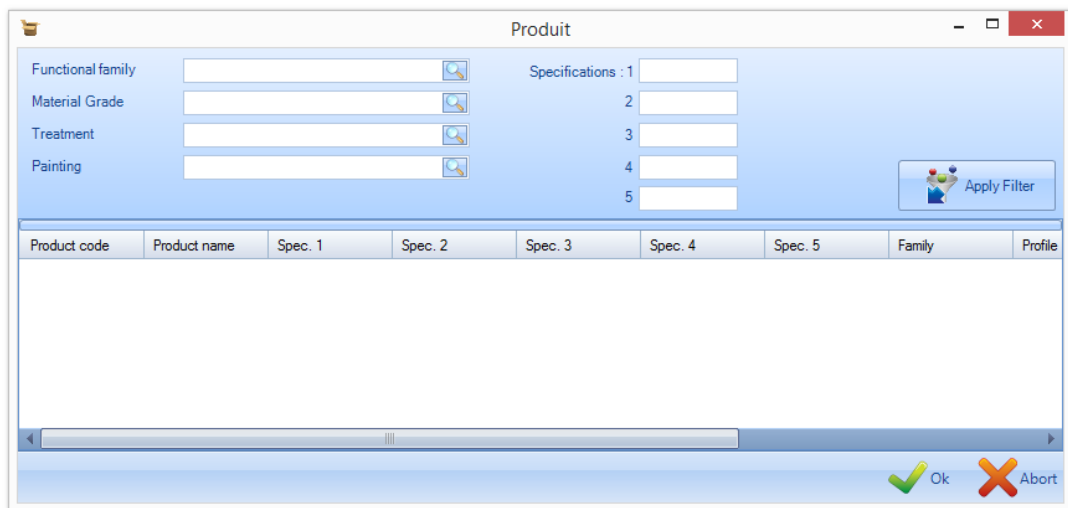 Produit
Functional family
Specifications : 1
Material Grade
2
Treatment
3
Painting
4
5
Apply Filter
Product code Product name Spec. 1 Spec. 2 Spec. 3 Spec. 4 Spec. 5 Family Profile
Ok Abort